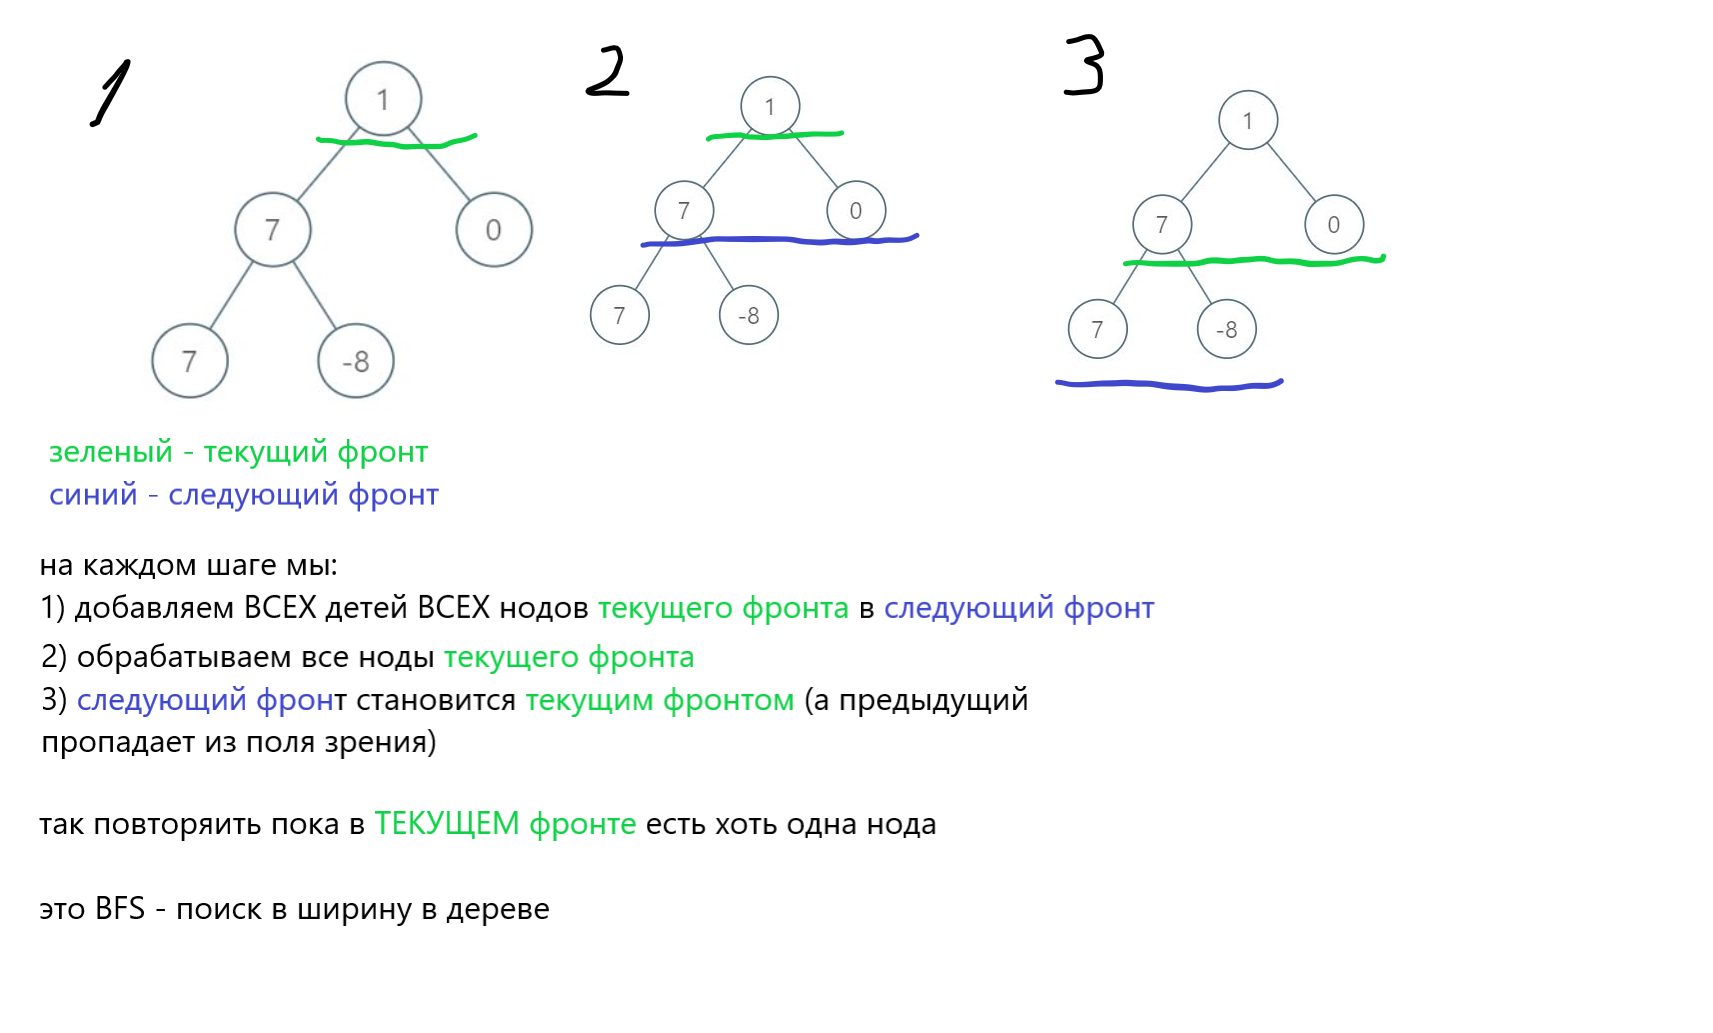 1
2
3
1
7
0
7
-8
1
7
0
7
-8
1
7
0
7
-8
зеленый - текущий фронт
синий - следующий фронт
на каждом шаге мы:
1) добавляем ВСЕХ детей ВСЕХ нодов текущего фронта в следующий фронт
2) обрабатываем все ноды текущего фронта
3) следующий фронт становится текущим фронтом (а предыдущий
пропадает из поля зрения)
так повторяить пока в ТЕКУЩЕМ фронте есть хоть одна нода
это BFS - поиск в ширину в дереве